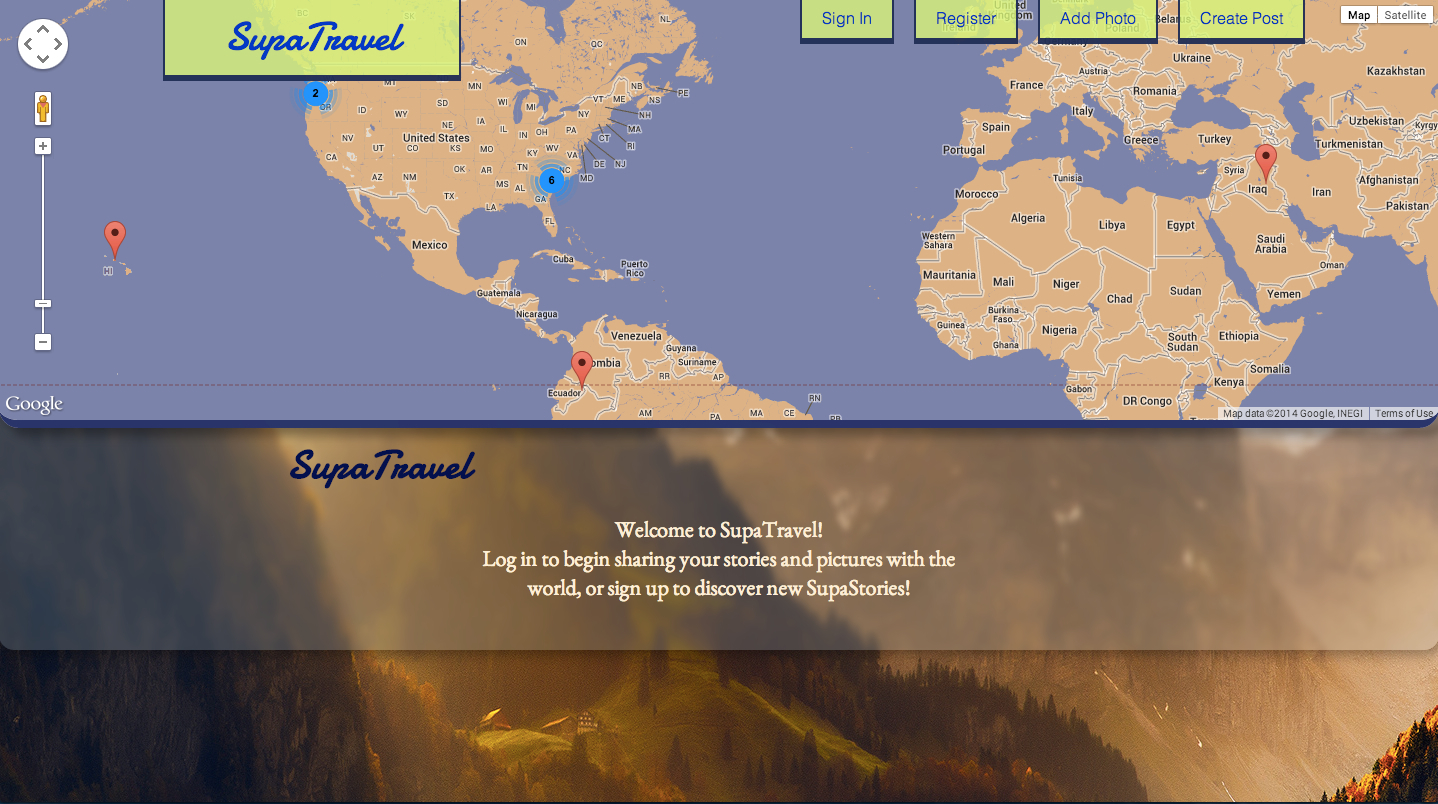 SupaTravel
Sign In
Register
Add Photo
Create Post
Map
Satellite
BC
SK
NL
ON
QC
Kingdom
Ireland
Belarus
Poland
Germany
Ukraine
Kazakhstan
France
Austria
Romania
Italy
Spain
Portugal
Greece
Turkey
Uzbekistan
Kyrgy
Turkmenistan
Syria
Iraq
Iran
Afghanistan
Pakistan
2
OR
MT
ID
WY
SD
MN
WI
MI
VT
ME
NB
NS
PE
NH
NY
MA
RI
CT
NJ
DE
MD
NV
UT
United States
CO
NE
KS
IA
IL
IN
OH
PA
MO
KY
WV
VA
CA
AZ
NM
OK
AR
TN
NC
6
MS
AL
GA
TX
LA
FL
HI
Mexico
Cuba
Puerto
Rico
Guatemala
Nicaragua
Venezuela
Guyana
Suriname
ombia
Ecuador
RR
AP
AM
PA
MA
CE
RN
PB
Morocco
Tunisia
Algeria
Libya
Egypt
Western
Sahara
Saudi
Arabia
Oman
Mauritania
Mali
Niger
Chad
Sudan
Yemen
Burkina
Faso
Guinea
Ghana
Nigeria
South
Sudan
Ethiopia
Somalia
Kenya
Gabon
DR Congo
Google
Map data ©2014 Google, INEGI
Terms of Use
SupaTravel
Welcome to SupaTravel!
Log in to begin sharing your stories and pictures with the
world, or sign up to discover new SupaStories!